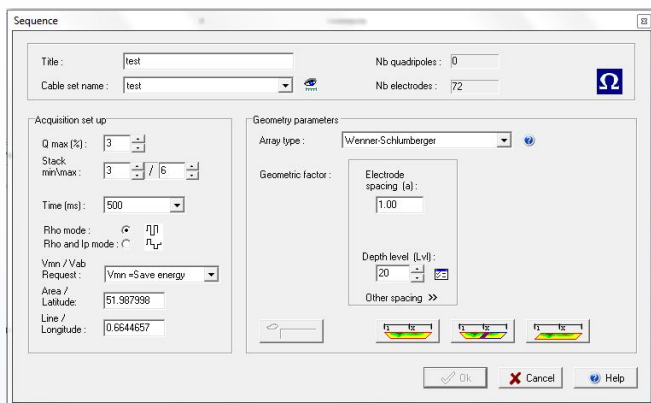 Sequence
Title :
test
Nb quadripoles :
0
Cable set name :
test
Nb electrodes :
72
Ω
Acquisition set up
Q max (%) :
3
Stack
min\max :
3
/
6
Time (ms) :
500
Rho mode :
Rho and Ip mode :
Vmn / Vab
Request :
Vmn =Save energy
Area /
Latitude:
51.987998
Line /
Longitude :
0.6644657
Geometry parameters
Array type :
Wenner-Schlumberger
Geometric factor :
Electrode
spacing (a) :
1.00
Depth level (Lvl) :
20
Other spacing >>
Ok
Cancel
Help